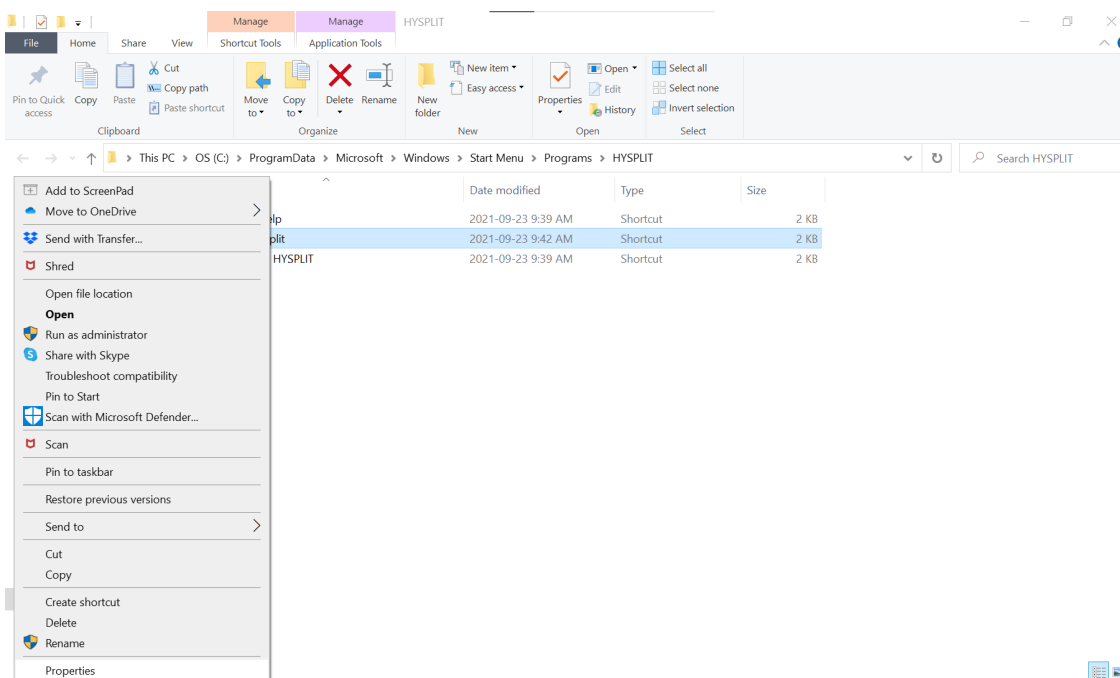 Manage Manage HYSPLIT
File Home Share View Shortcut Tools Application Tools
Pin to Quick access
Copy
Paste
Cut
Copy path
Paste shortcut
Clipboard
Move to
Copy to
Delete
Rename
Organize
New folder
New item
Easy access
New
Properties
Open
Edit
History
Open
Select all
Select none
Invert selection
Select
This PC > OS (C:) > ProgramData > Microsoft > Windows > Start Menu > Programs > HYSPLIT
Search HYSPLIT
Date modified Type Size
elp 2021-09-23 9:39 AM Shortcut 2 KB
plit 2021-09-23 9:42 AM Shortcut 2 KB
HYSPLIT 2021-09-23 9:39 AM Shortcut 2 KB
Add to ScreenPad
Move to OneDrive
Send with Transfer...
Shred
Open file location
Open
Run as administrator
Share with Skype
Troubleshoot compatibility
Pin to Start
Scan with Microsoft Defender...
Scan
Pin to taskbar
Restore previous versions
Send to
Cut
Copy
Create shortcut
Delete
Rename
Properties